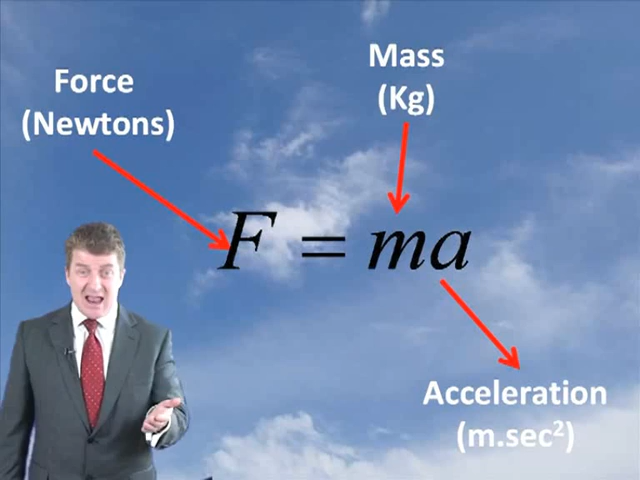 Force
(Newtons)
Mass
(Kg)
F = ma
Acceleration
(m.sec²)